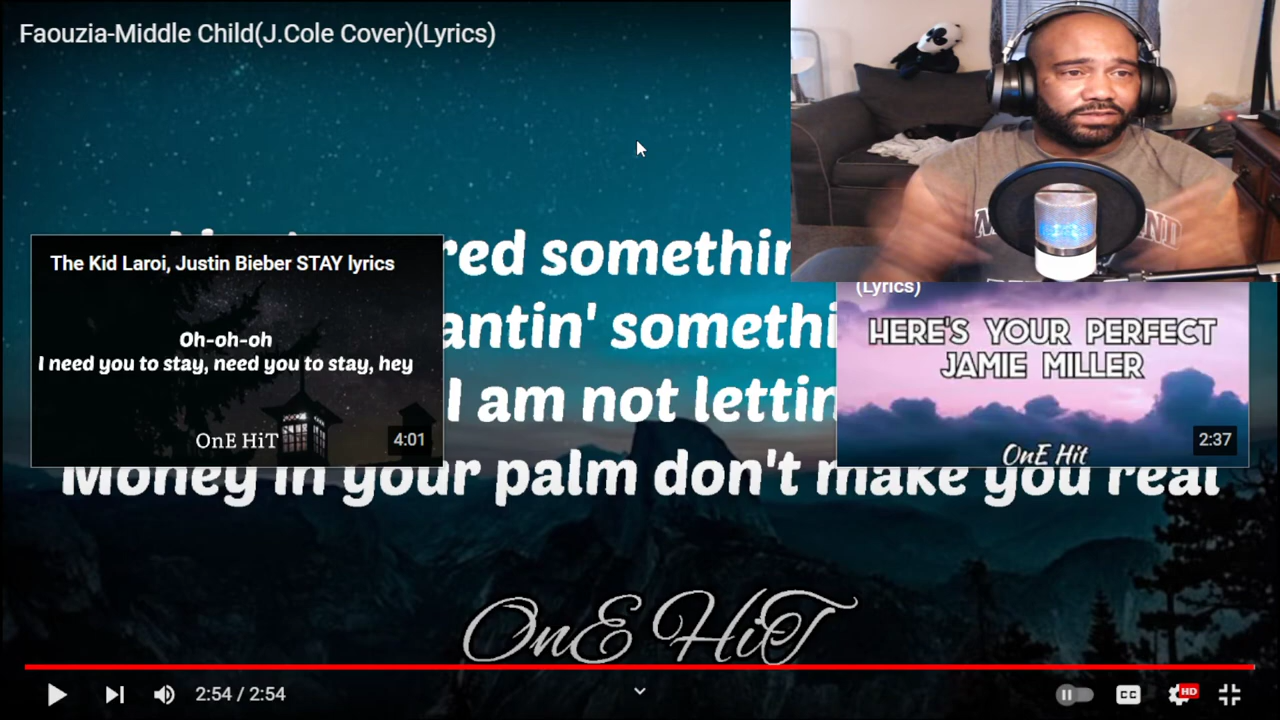 Faouzia-Middle Child(J.Cole Cover)(Lyrics)
red somethin
The Kid Laroi, Justin Bieber STAY lyrics
(Lyrics)
antin' somethi
HERE'S YOUR PERFECT
JAMIE MILLER
Oh-oh-oh
I need you to stay, need you to stay, hey
I am not lettin
OnE HiT
4:01
OnE Hit
2:37
Money in your palm don't make you real
OnE HiT
2:54 / 2:54
CC
HD